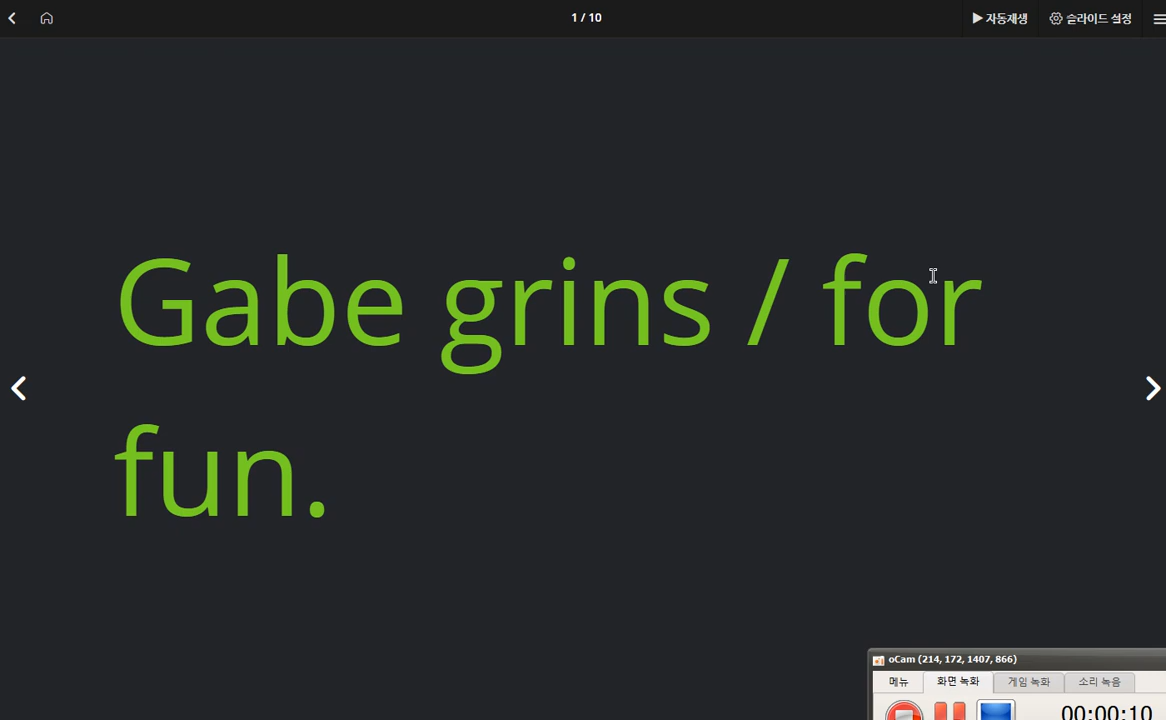 1 / 10
자동재생
슬라이드 설정
Gabe grins / for
fun.
oCam (214, 172, 1407, 866)
메뉴
화면 녹화
게임 녹화
소리 녹음
00:00:10